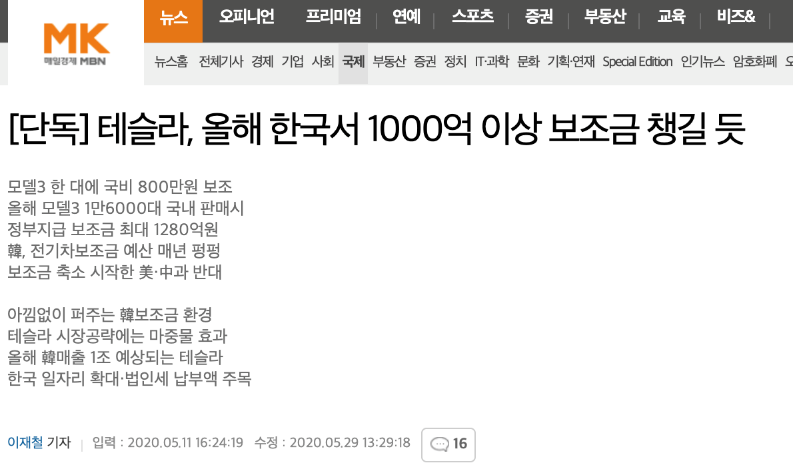 MK
매일경제 MBN
뉴스 오피니언 프리미엄 연예 스포츠 증권 부동산 교육 비즈&
뉴스홈 전체기사 경제 기업 사회 국제 부동산 증권 정치 IT·과학 문화 기획·연재 Special Edition 인기뉴스 암호화폐
[단독] 테슬라, 올해 한국서 1000억 이상 보조금 챙길 듯
모델3 한 대에 국비 800만원 보조
올해 모델3 1만6000대 국내 판매시
정부지급 보조금 최대 1280억원
韓, 전기차보조금 예산 매년 펑펑
보조금 축소 시작한 美·中과 반대
아낌없이 퍼주는 韓보조금 환경
테슬라 시장공략에는 마중물 효과
올해 韓매출 1조 예상되는 테슬라
한국 일자리 확대·법인세 납부액 주목
이재철 기자 입력 : 2020.05.11 16:24:19 수정 : 2020.05.29 13:29:18 16